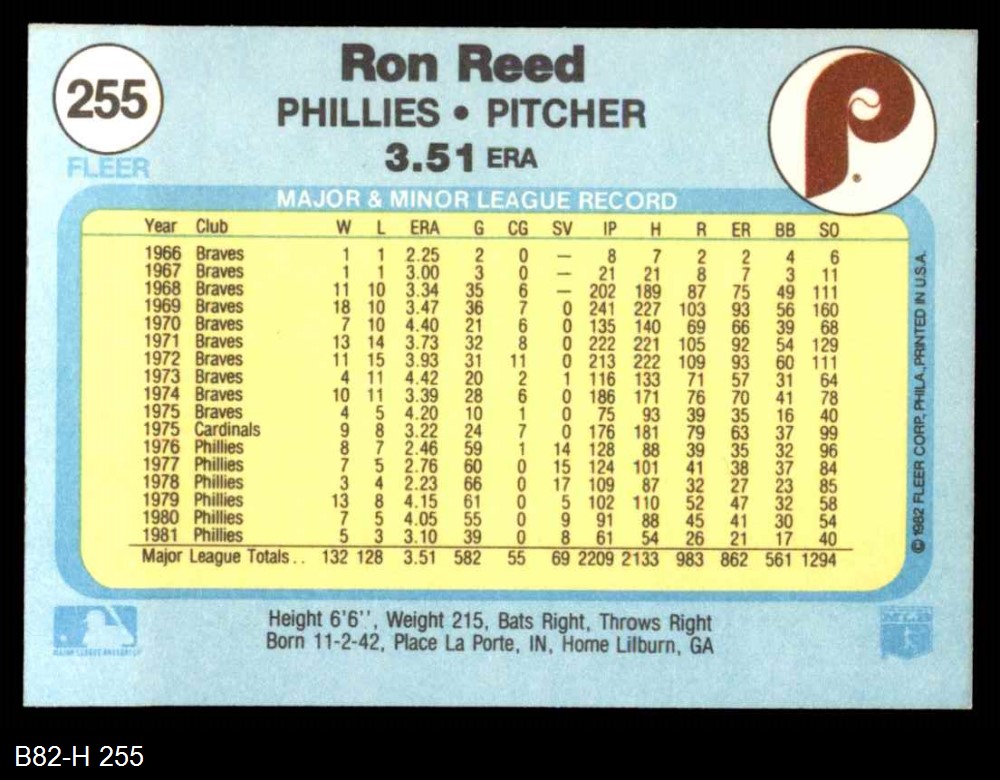 255
FLEER
Ron Reed
PHILLIES • PITCHER
3.51 ERA
P
MAJOR & MINOR LEAGUE RECORD
Year Club W L ERA G CG SV IP H R ER BB SO
1966 Braves 1 1 2.25 2 0 — 8 7 2 2 4 6
1967 Braves 1 1 3.00 3 0 — 21 21 8 7 3 11
1968 Braves 11 10 3.34 35 6 — 202 189 87 75 49 111
1969 Braves 18 10 3.47 36 7 0 241 227 103 93 56 160
1970 Braves 7 10 4.40 21 6 0 135 140 69 66 39 68
1971 Braves 13 14 3.73 32 8 0 222 221 105 92 54 129
1972 Braves 11 15 3.93 31 11 0 213 222 109 93 60 111
1973 Braves 4 11 4.42 20 2 1 116 133 71 57 31 64
1974 Braves 10 11 3.39 28 6 0 186 171 76 70 41 78
1975 Braves 4 5 4.20 10 1 0 75 93 39 35 16 40
1975 Cardinals 9 8 3.22 24 7 0 176 181 79 63 37 99
1976 Phillies 8 7 2.46 59 1 14 128 88 39 35 32 96
1977 Phillies 7 5 2.76 60 0 15 124 101 41 38 37 84
1978 Phillies 3 4 2.23 66 0 17 109 87 32 27 23 85
1979 Phillies 13 8 4.15 61 0 5 102 110 52 47 32 58
1980 Phillies 7 5 4.05 55 0 9 91 88 45 41 30 54
1981 Phillies 5 3 3.10 39 0 8 61 54 26 21 17 40
Major League Totals . . 132 128 3.51 582 55 69 2209 2133 983 862 561 1294
© 1982 FLEER CORP., PHILA., PRINTED IN U.S.A.
Height 6'6'', Weight 215, Bats Right, Throws Right
Born 11-2-42, Place La Porte, IN, Home Lilburn, GA
MLB
B82-H 255